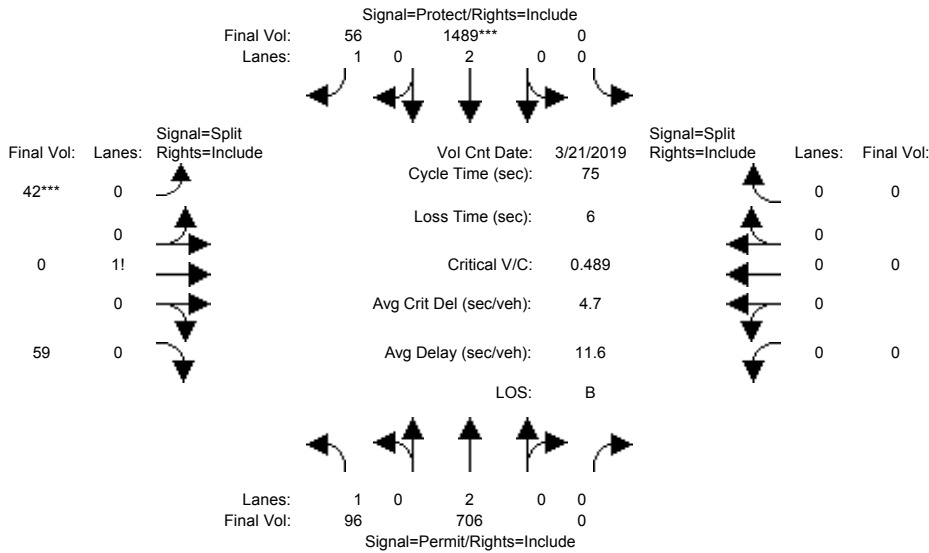 Signal=Protect/Rights=Include
Final Vol: 56 1489*** 0
Lanes: 1 0 2 0 0
Signal=Split
Final Vol: Lanes: Rights=Include
Vol Cnt Date: 3/21/2019
Signal=Split
Rights=Include Lanes: Final Vol:
Cycle Time (sec): 75
42*** 0
0 0
Loss Time (sec): 6
0
0
0 1!
Critical V/C: 0.489
0 0
0
Avg Crit Del (sec/veh): 4.7
0
59 0
Avg Delay (sec/veh): 11.6
0 0
LOS: B
Lanes: 1 0 2 0 0
Final Vol: 96 706 0
Signal=Permit/Rights=Include